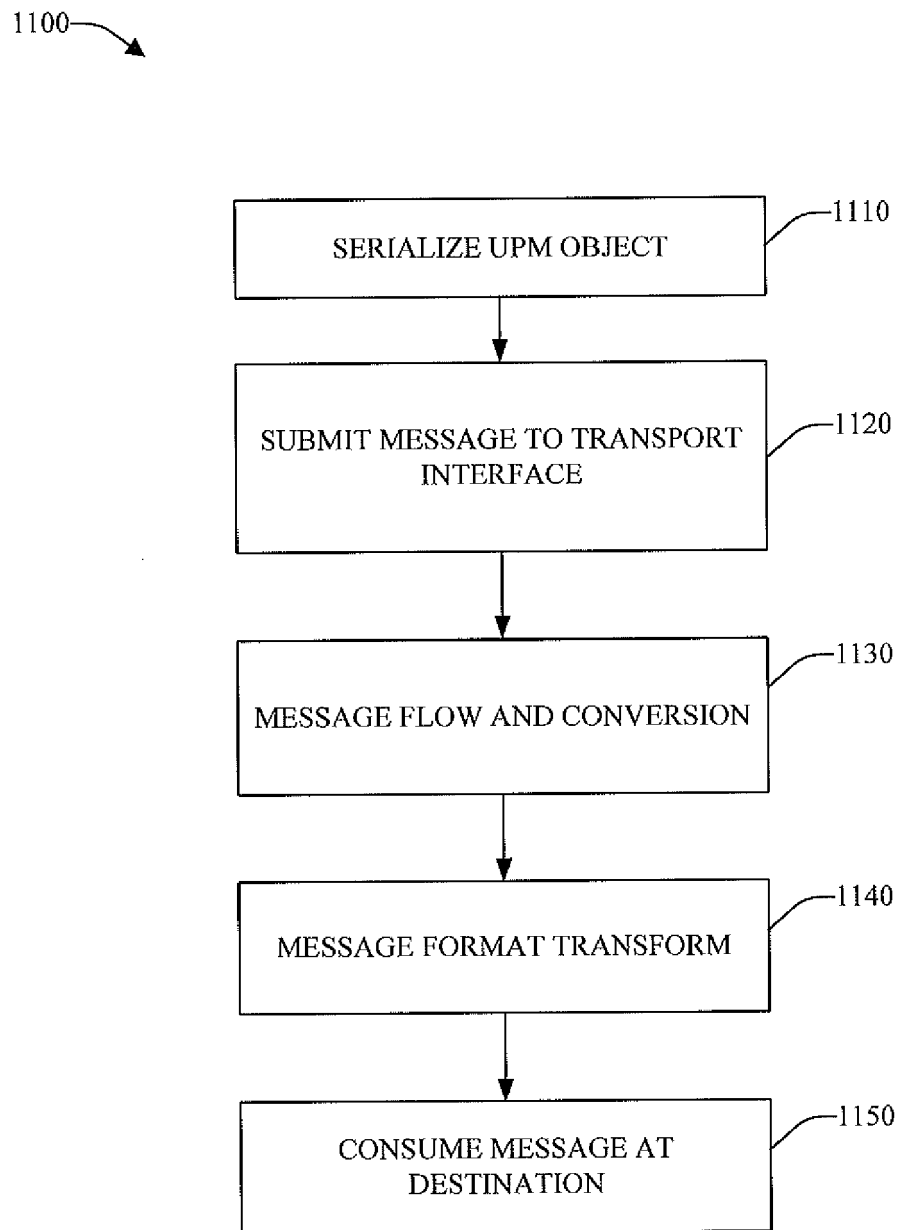 1100
SERIALIZE UPM OBJECT
1110
SUBMIT MESSAGE TO TRANSPORT
INTERFACE
1120
MESSAGE FLOW AND CONVERSION
1130
MESSAGE FORMAT TRANSFORM
1140
CONSUME MESSAGE AT
DESTINATION
1150